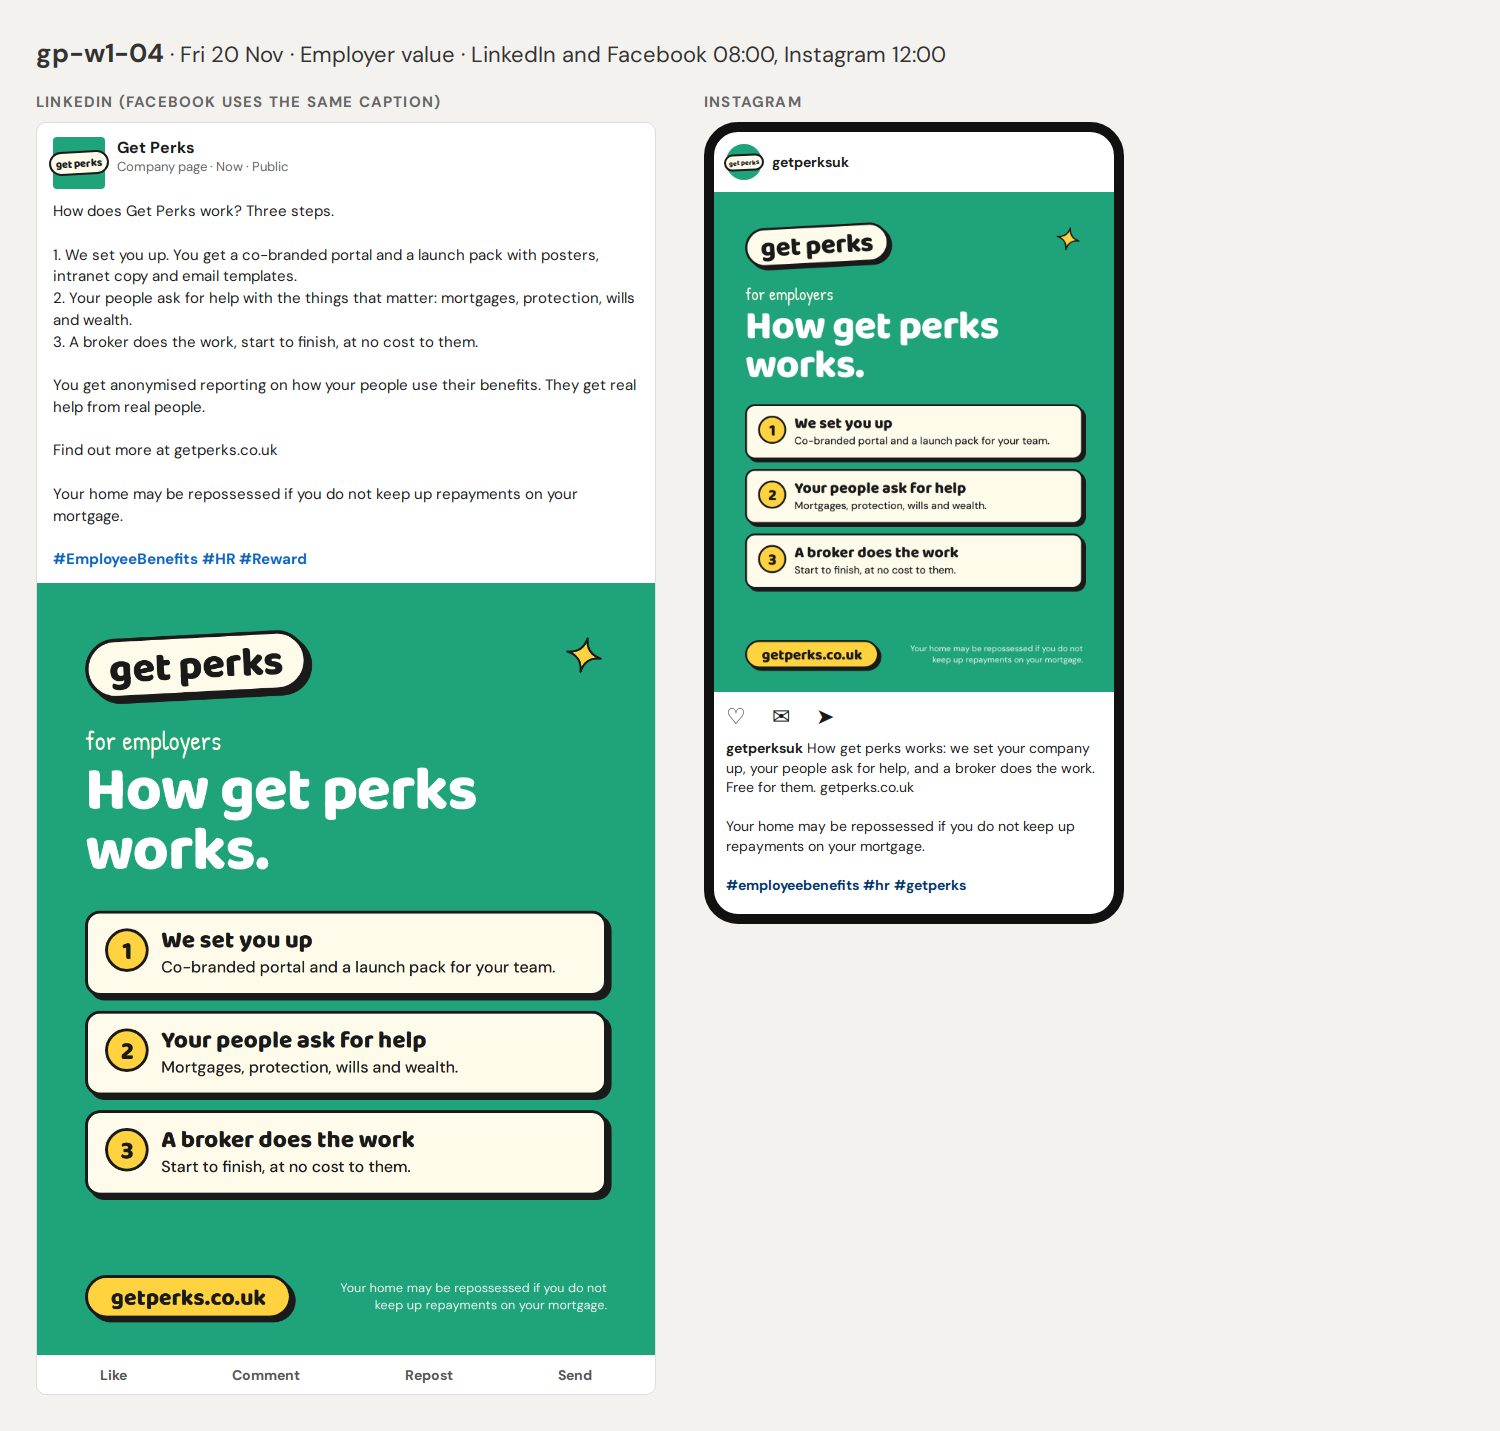 gp-w1-04 · Fri 20 Nov · Employer value · LinkedIn and Facebook 08:00, Instagram 12:00
LINKEDIN (FACEBOOK USES THE SAME CAPTION)
get perks
Get Perks
Company page · Now · Public
How does Get Perks work? Three steps.
1. We set you up. You get a co-branded portal and a launch pack with posters,
intranet copy and email templates.
2. Your people ask for help with the things that matter: mortgages, protection, wills
and wealth.
3. A broker does the work, start to finish, at no cost to them.
You get anonymised reporting on how your people use their benefits. They get real
help from real people.
Find out more at getperks.co.uk
Your home may be repossessed if you do not keep up repayments on your
mortgage.
#EmployeeBenefits #HR #Reward
get perks
for employers
How get perks
works.
1
We set you up
Co-branded portal and a launch pack for your team.
2
Your people ask for help
Mortgages, protection, wills and wealth.
3
A broker does the work
Start to finish, at no cost to them.
getperks.co.uk
Your home may be repossessed if you do not
keep up repayments on your mortgage.
Like Comment Repost Send
INSTAGRAM
get perks
getperksuk
get perks
for employers
How get perks
works.
1
We set you up
Co-branded portal and a launch pack for your team.
2
Your people ask for help
Mortgages, protection, wills and wealth.
3
A broker does the work
Start to finish, at no cost to them.
getperks.co.uk
Your home may be repossessed if you do not
keep up repayments on your mortgage.
getperksuk How get perks works: we set your company
up, your people ask for help, and a broker does the work.
Free for them. getperks.co.uk
Your home may be repossessed if you do not keep up
repayments on your mortgage.
#employeebenefits #hr #getperks